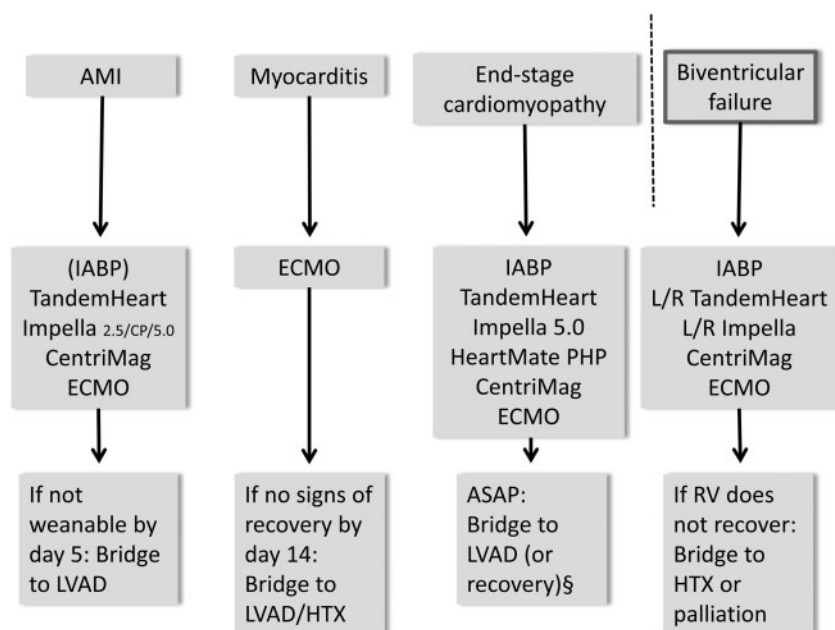 AMI
Myocarditis
End-stage
cardiomyopathy
Biventricular
failure
(IABP)
TandemHeart
Impella 2.5/CP/5.0
CentriMag
ECMO
ECMO
IABP
TandemHeart
Impella 5.0
HeartMate PHP
CentriMag
ECMO
IABP
L/R TandemHeart
L/R Impella
CentriMag
ECMO
If not
weanable by
day 5: Bridge
to LVAD
If no signs of
recovery by
day 14:
Bridge to
LVAD/HTX
ASAP:
Bridge to
LVAD (or
recovery)§
If RV does
not recover:
Bridge to
HTX or
palliation